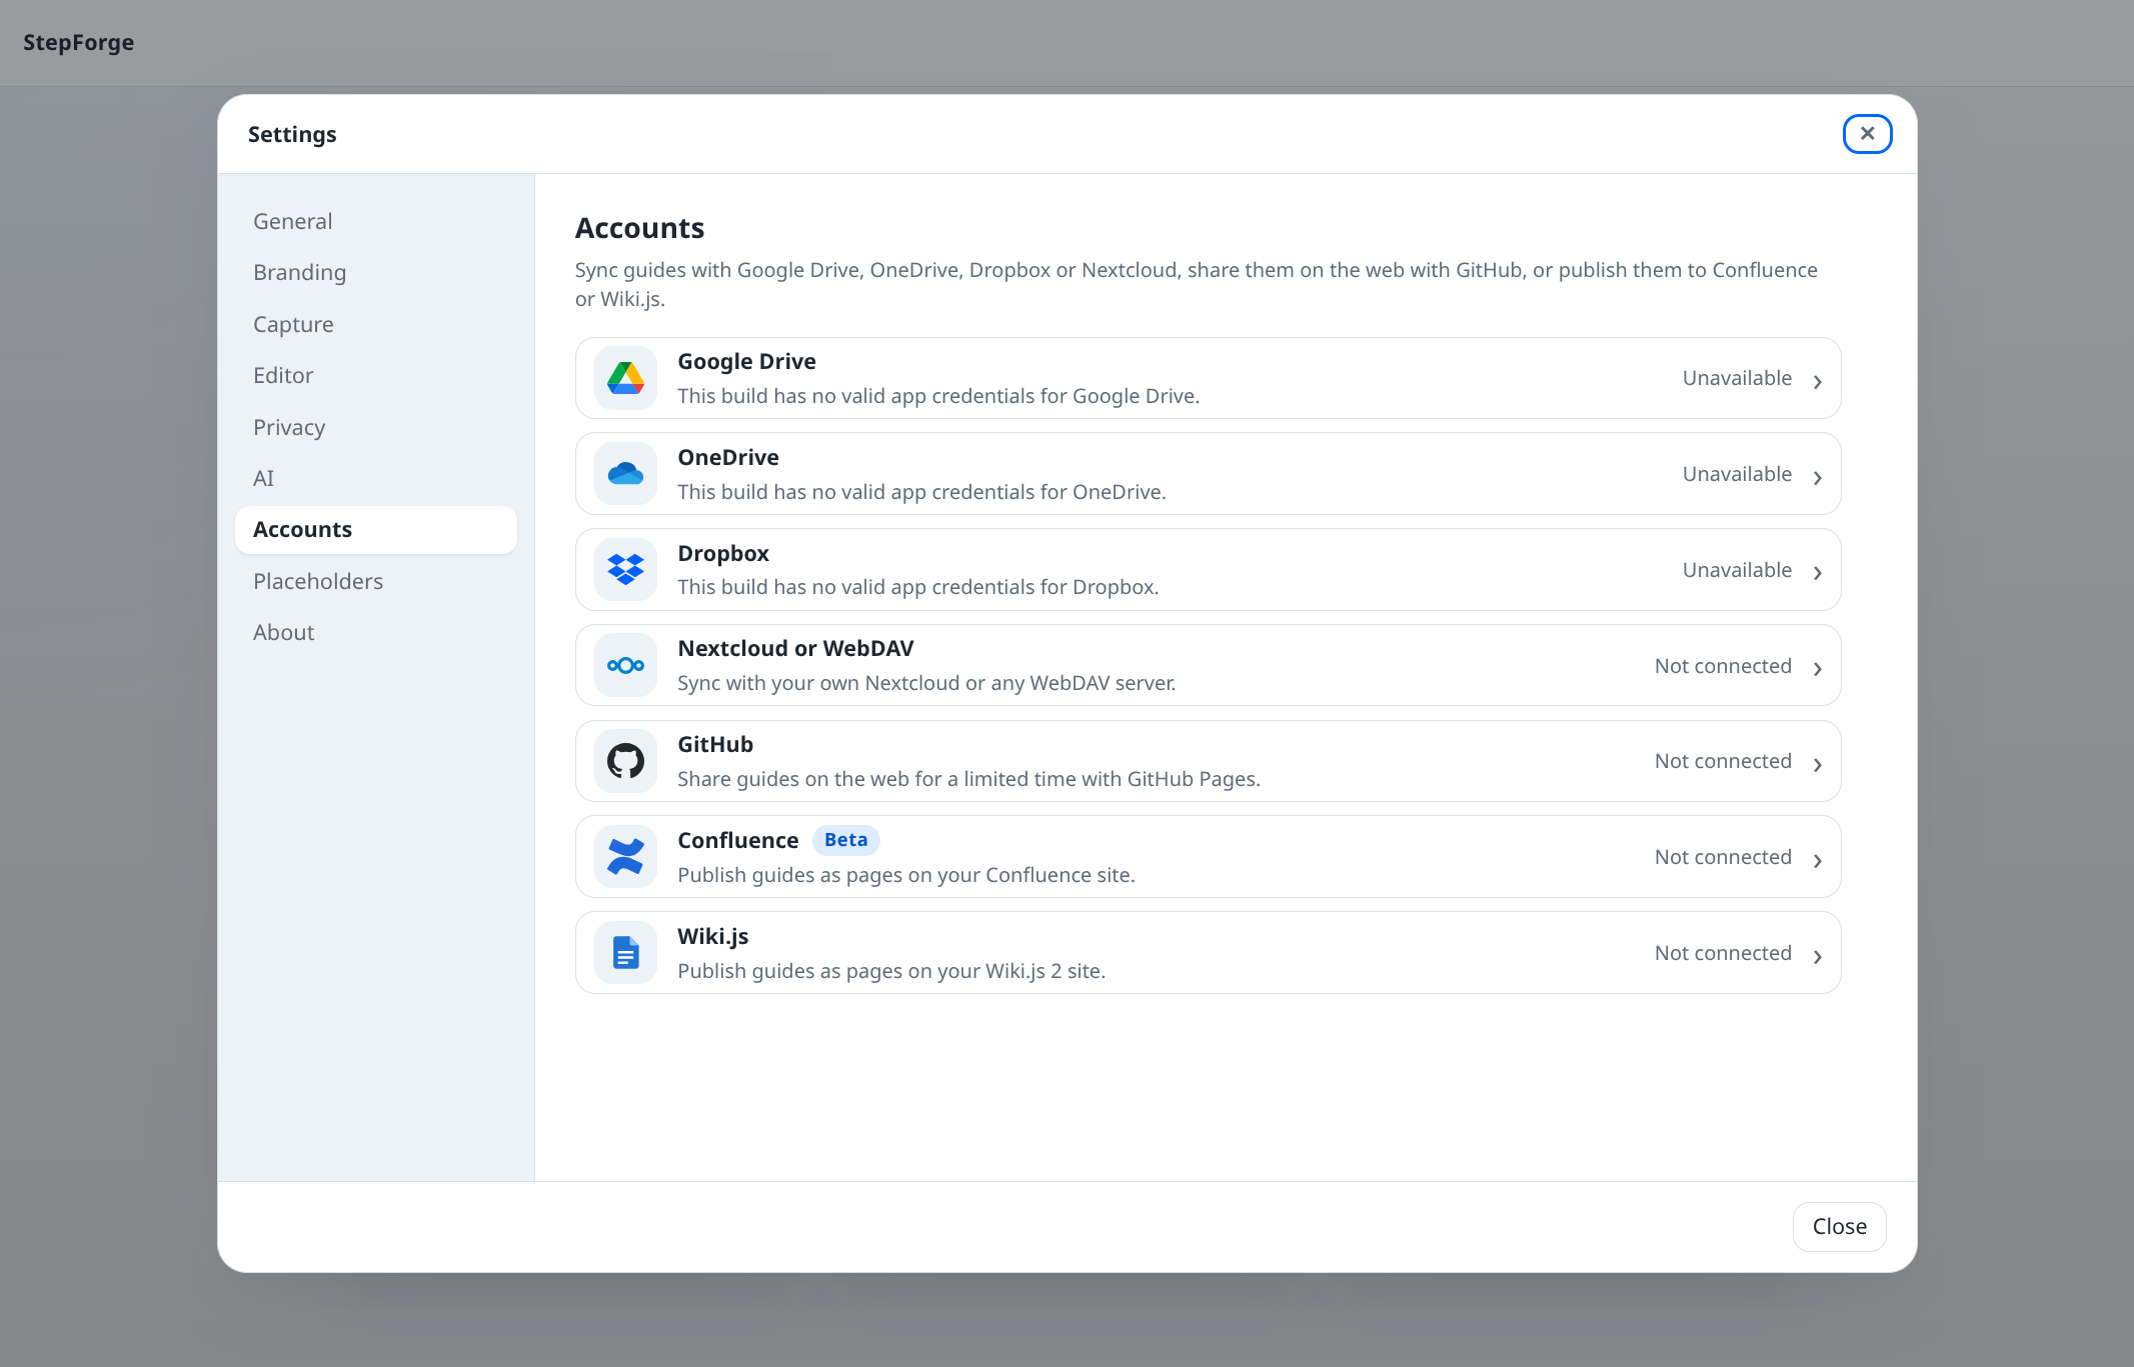 StepForge
Settings
General
Branding
Capture
Editor
Privacy
AI
Accounts
Placeholders
About
Accounts
Sync guides with Google Drive, OneDrive, Dropbox or Nextcloud, share them on the web with GitHub, or publish them to Confluence
or Wiki.js.
Google Drive
This build has no valid app credentials for Google Drive.
Unavailable
OneDrive
This build has no valid app credentials for OneDrive.
Unavailable
Dropbox
This build has no valid app credentials for Dropbox.
Unavailable
Nextcloud or WebDAV
Sync with your own Nextcloud or any WebDAV server.
Not connected
GitHub
Share guides on the web for a limited time with GitHub Pages.
Not connected
Confluence Beta
Publish guides as pages on your Confluence site.
Not connected
Wiki.js
Publish guides as pages on your Wiki.js 2 site.
Not connected
Close